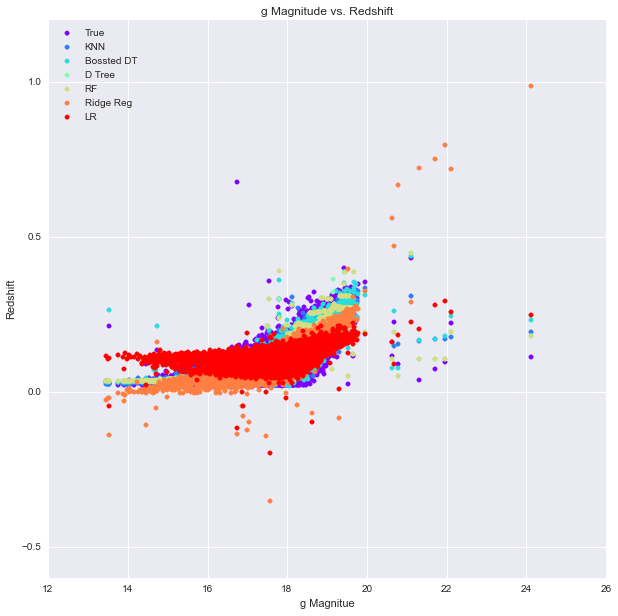 g Magnitude vs. Redshift
True
KNN
Bossted DT
D Tree
RF
Ridge Reg
LR
1.0
0.5
0.0
−0.5
Redshift
12 14 16 18 20 22 24 26
g Magnitue